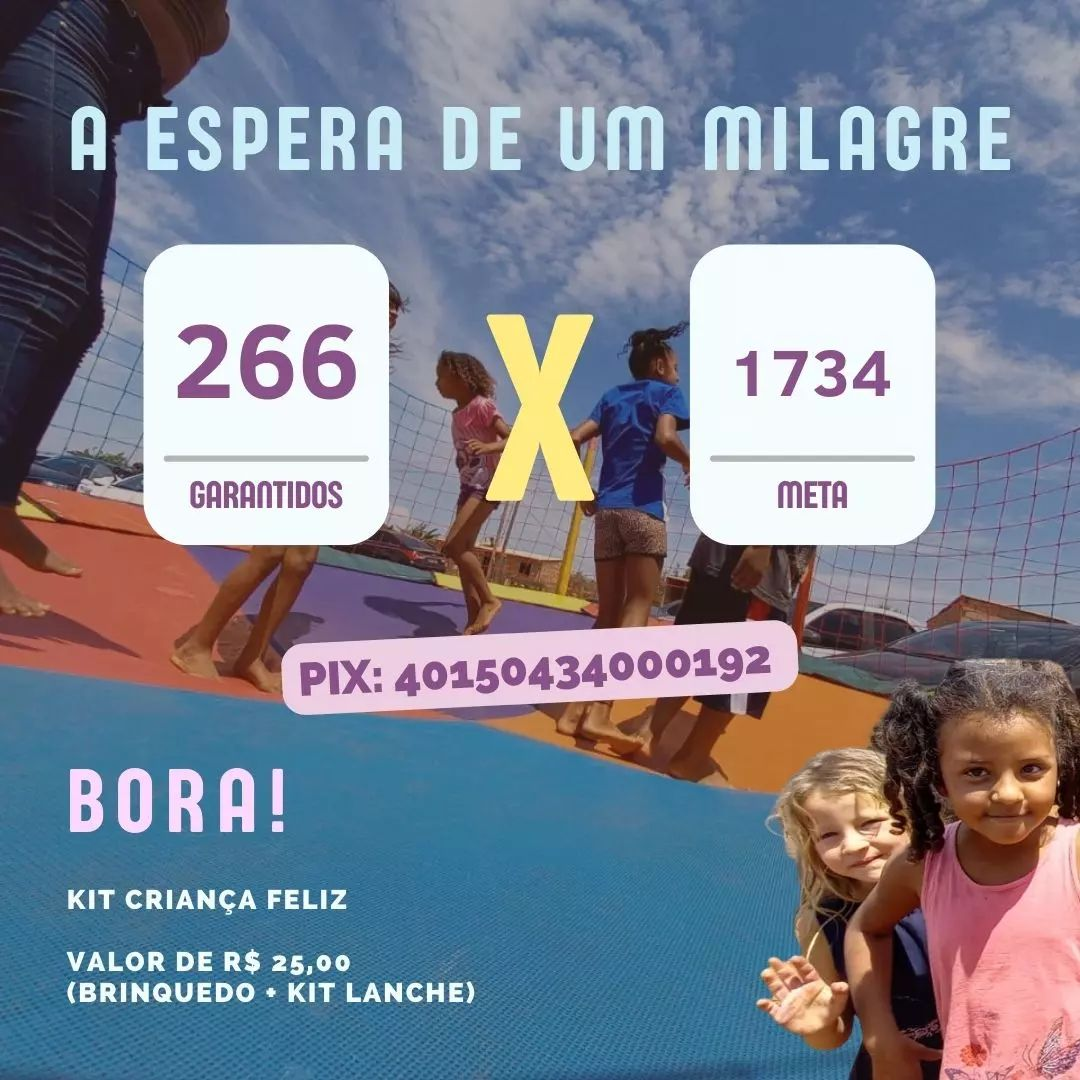 A ESPERA DE UM MILAGRE
266
GARANTIDOS
X
1734
META
PIX: 40150434000192
BORA!
KIT CRIANÇA FELIZ
VALOR DE R$ 25,00
(BRINQUEDO + KIT LANCHE)